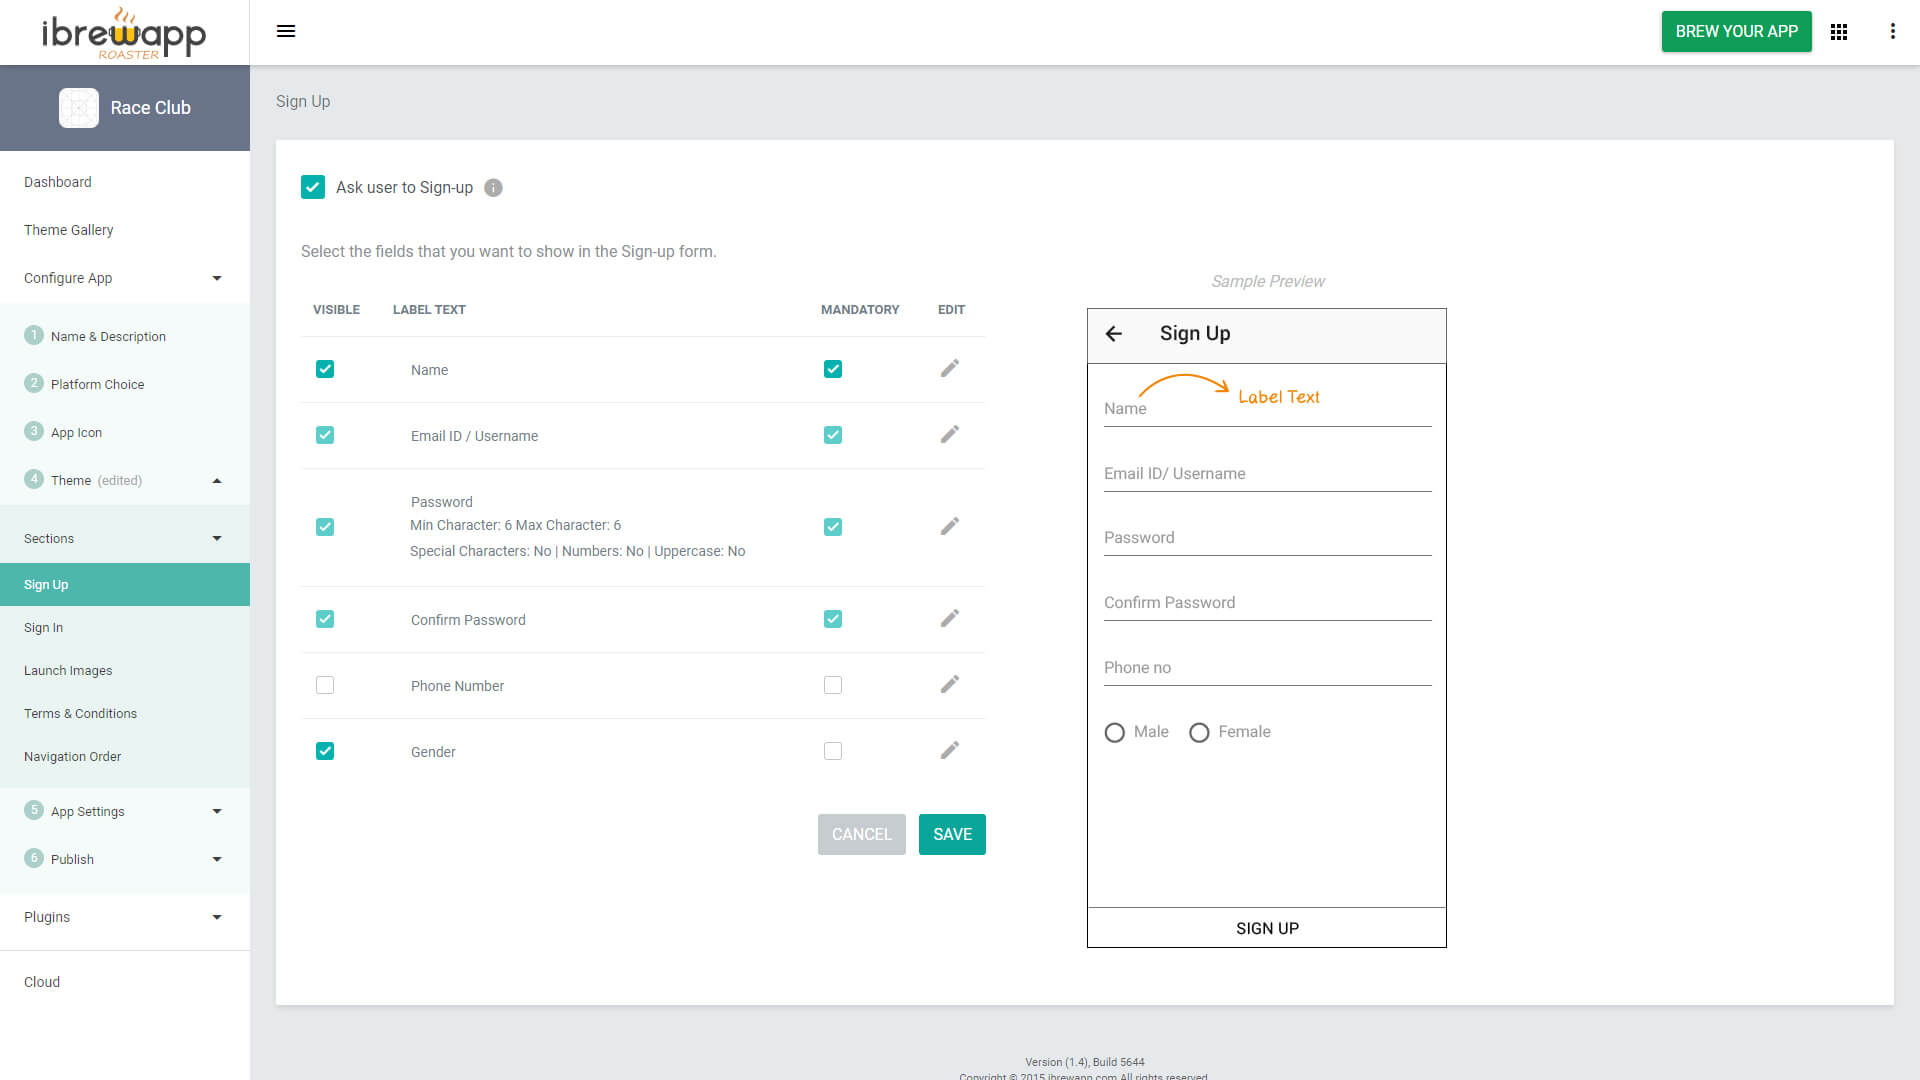 ibrewapp
ROASTER
BREW YOUR APP
Race Club
Sign Up
Dashboard
Theme Gallery
Configure App
1 Name & Description
2 Platform Choice
3 App Icon
4 Theme (edited)
Sections
Sign Up
Sign In
Launch Images
Terms & Conditions
Navigation Order
5 App Settings
6 Publish
Plugins
Cloud
Ask user to Sign-up i
Select the fields that you want to show in the Sign-up form.
VISIBLE LABEL TEXT MANDATORY EDIT
Name
Email ID / Username
Password
Min Character: 6 Max Character: 6
Special Characters: No | Numbers: No | Uppercase: No
Confirm Password
Phone Number
Gender
CANCEL SAVE
Sample Preview
Sign Up
Label Text
Name
Email ID/ Username
Password
Confirm Password
Phone no
Male Female
SIGN UP
Version (1.4), Build 5644
Copyright © 2015 ibrewapp.com All rights reserved